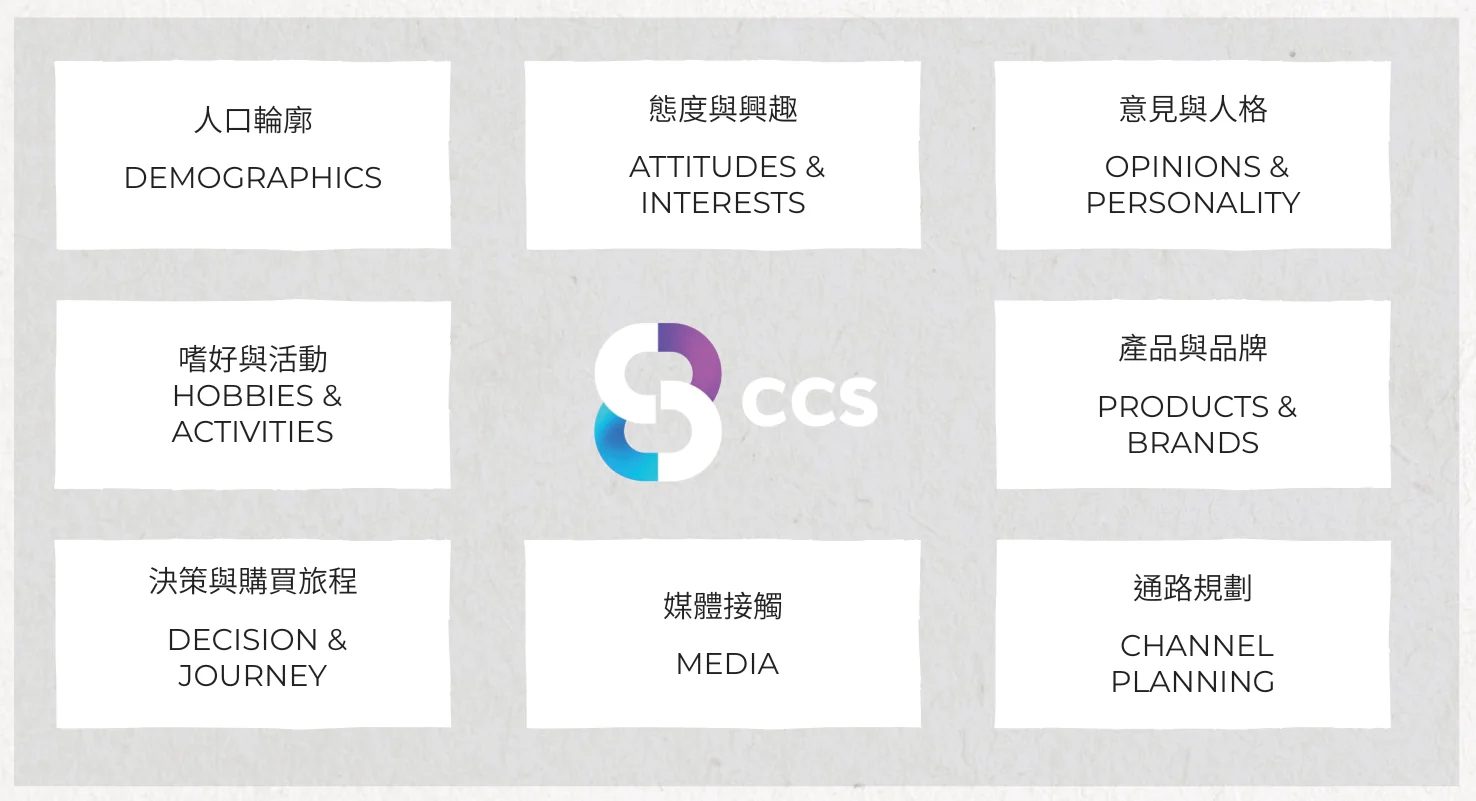 人口輪廓
DEMOGRAPHICS
態度與興趣
ATTITUDES &
INTERESTS
意見與人格
OPINIONS &
PERSONALITY
嗜好與活動
HOBBIES &
ACTIVITIES
ccs
產品與品牌
PRODUCTS &
BRANDS
決策與購買旅程
DECISION &
JOURNEY
媒體接觸
MEDIA
通路規劃
CHANNEL
PLANNING